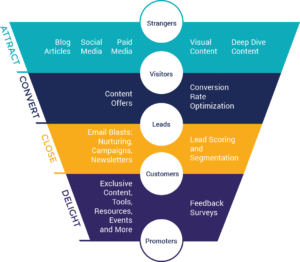 Strangers
ATTRACT
Blog
Articles
Social
Media
Paid
Media
Visual
Content
Deep Dive
Content
Visitors
CONVERT
Content
Offers
Conversion
Rate
Optimization
Leads
CLOSE
Email Blasts:
Nurturing,
Campaigns,
Newsletters
Lead Scoring
and
Segmentation
Customers
DELIGHT
Exclusive
Content,
Tools,
Resources,
Events
and More
Feedback
Surveys
Promoters